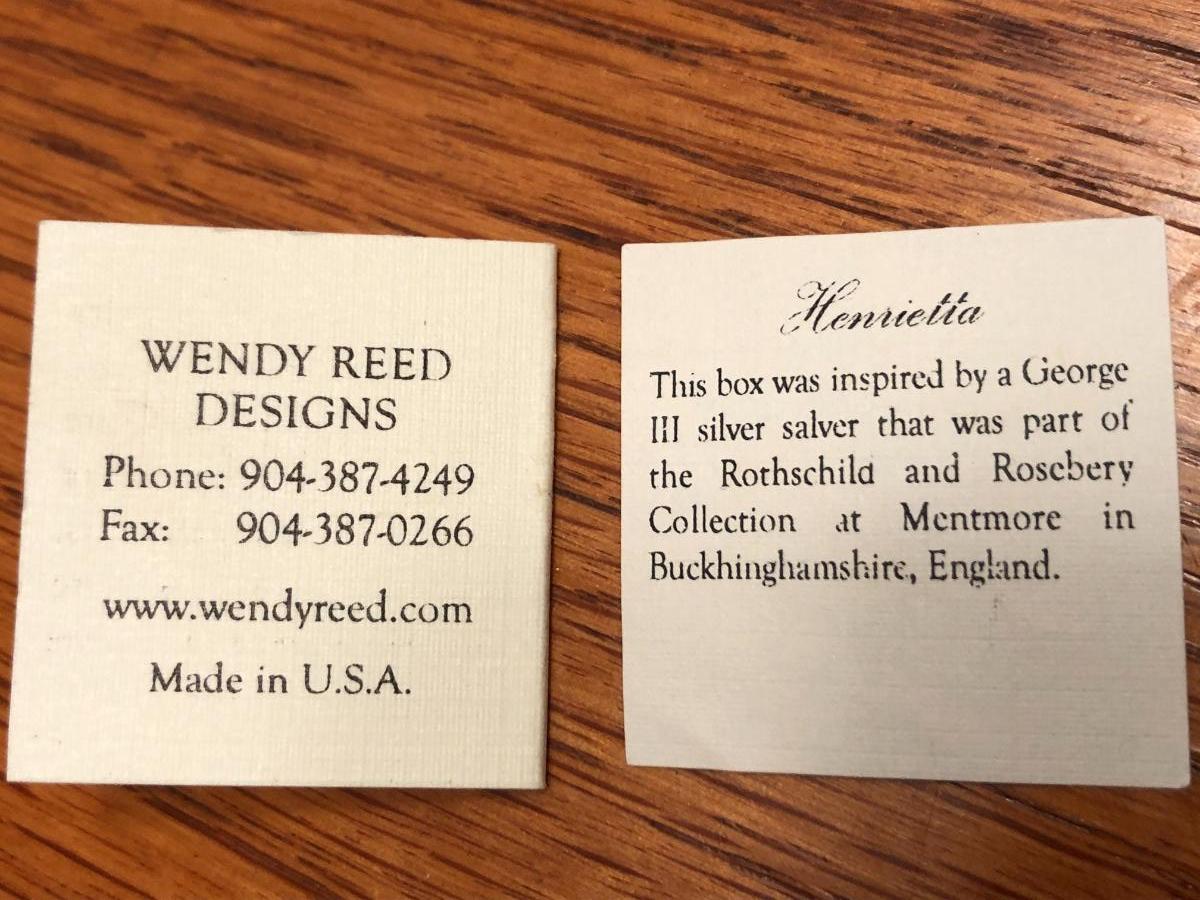 WENDY REED
DESIGNS
Phone: 904-387-4249
Fax: 904-387-0266
www.wendyreed.com
Made in U.S.A.
Henrietta
This box was inspired by a George
III silver salver that was part of
the Rothschild and Rosebery
Collection at Mentmore in
Buckhinghamshire, England.